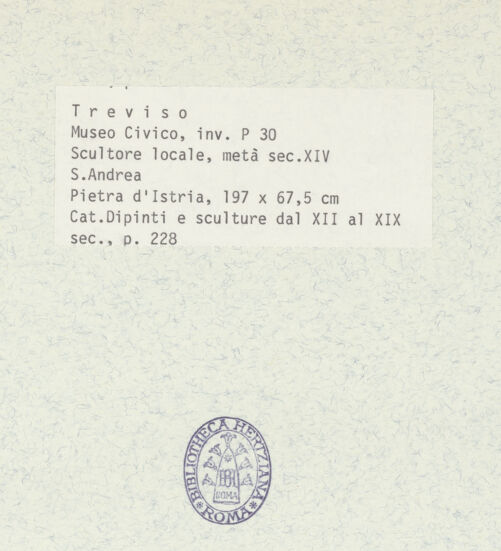 T r e v i s o
Museo Civico, inv. P 30
Scultore locale, metà sec.XIV
S.Andrea
Pietra d'Istria, 197 x 67,5 cm
Cat.Dipinti e sculture dal XII al XIX
sec., p. 228
BIBLIOTHECA HERTZIANA
ROMA
ROMA